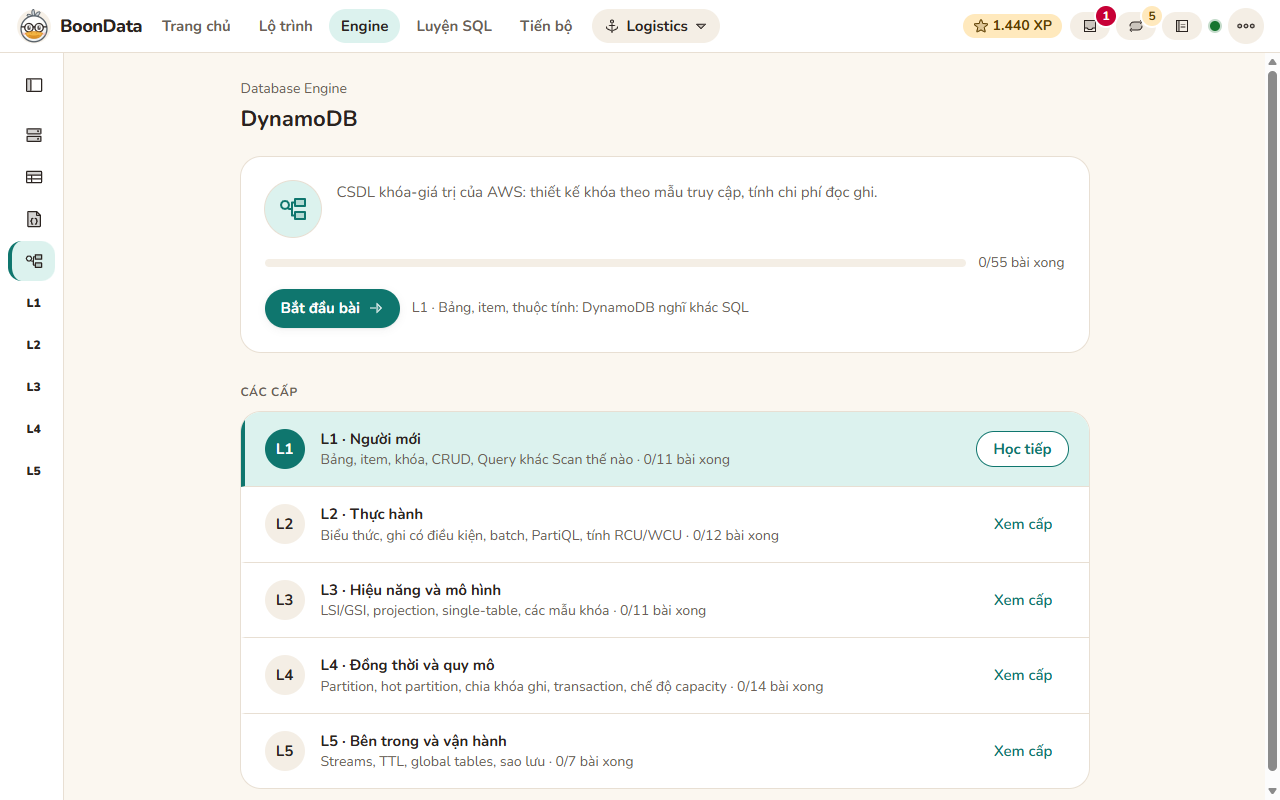 BoonData Trang chủ Lộ trình Engine Luyện SQL Tiến bộ Logistics 1.440 XP 1 5
Database Engine
DynamoDB
CSDL khóa-giá trị của AWS: thiết kế khóa theo mẫu truy cập, tính chi phí đọc ghi.
0/55 bài xong
Bắt đầu bài L1 · Bảng, item, thuộc tính: DynamoDB nghĩ khác SQL
L1
L2
L3
L4
L5
CÁC CẤP
L1 L1 · Người mới
Bảng, item, khóa, CRUD, Query khác Scan thế nào · 0/11 bài xong
Học tiếp
L2 L2 · Thực hành
Biểu thức, ghi có điều kiện, batch, PartiQL, tính RCU/WCU · 0/12 bài xong
Xem cấp
L3 L3 · Hiệu năng và mô hình
LSI/GSI, projection, single-table, các mẫu khóa · 0/11 bài xong
Xem cấp
L4 L4 · Đồng thời và quy mô
Partition, hot partition, chia khóa ghi, transaction, chế độ capacity · 0/14 bài xong
Xem cấp
L5 L5 · Bên trong và vận hành
Streams, TTL, global tables, sao lưu · 0/7 bài xong
Xem cấp